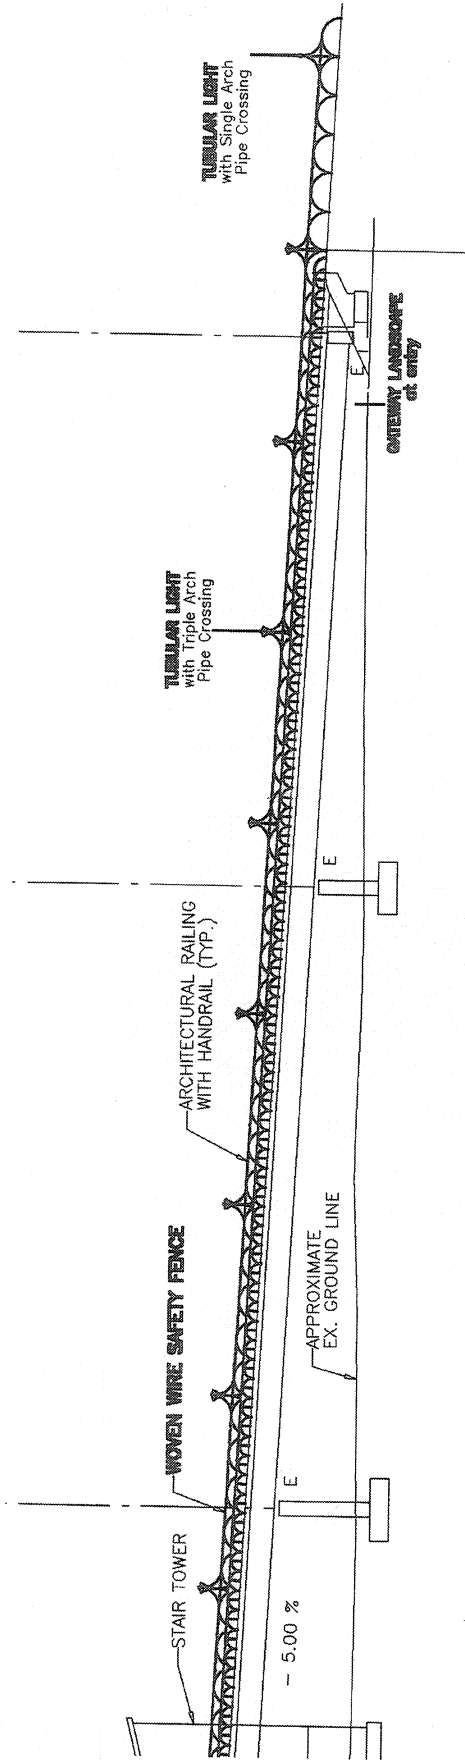 STAIR TOWER
WOVEN WIRE SAFETY FENCE
ARCHITECTURAL RAILING
WITH HANDRAIL (TYP.)
TUBULAR LIGHT
with Triple Arch
Pipe Crossing
TUBULAR LIGHT
with Single Arch
Pipe Crossing
- 5.00 %
E
APPROXIMATE
EX. GROUND LINE
E
E
GATEWAY LANDSCAPE
at entry